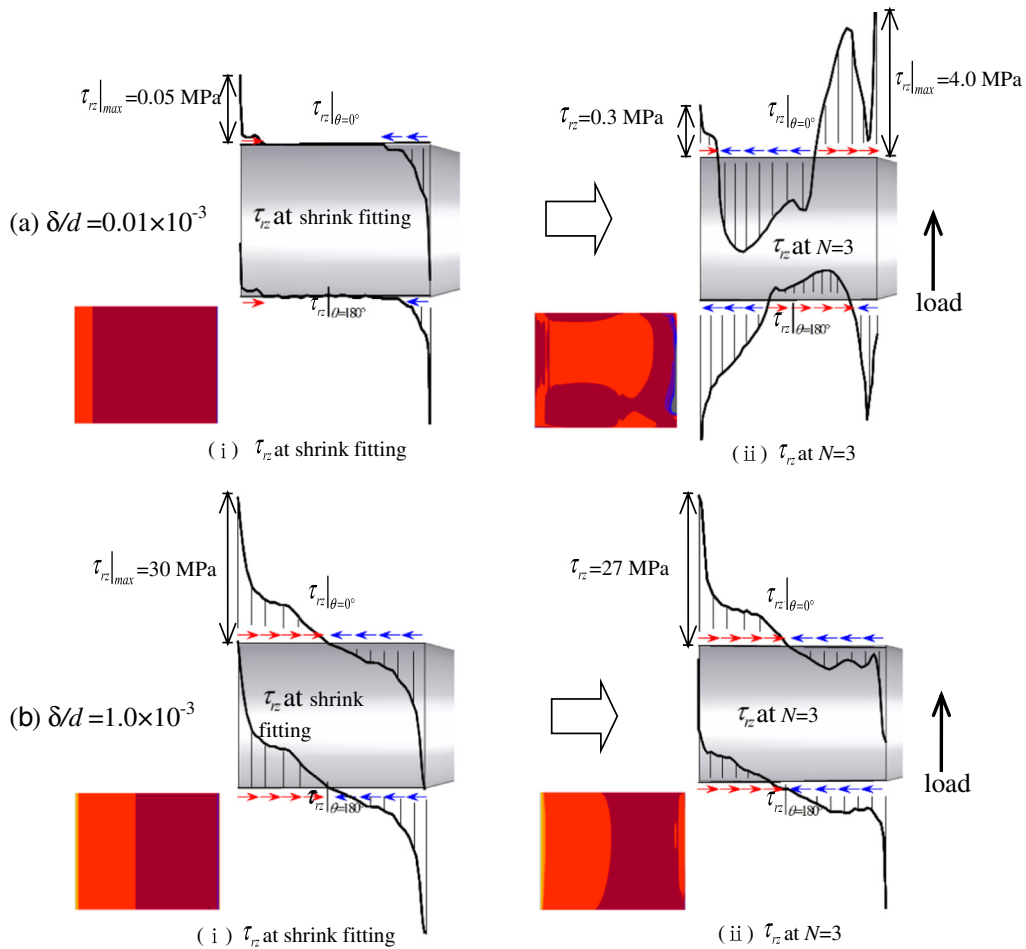 τrz|max=0.05 MPa
τrz|θ=0°
(a) δ/d =0.01×10-3
τrz at shrink fitting
τrz|θ=180°
(ⅰ) τrz at shrink fitting
τrz=0.3 MPa
τrz|θ=0°
τrz|max=4.0 MPa
τrz at N=3
load
τrz|θ=180°
(ⅱ) τrz at N=3
τrz|max=30 MPa
τrz|θ=0°
(b) δ/d =1.0×10-3
τrz at shrink
fitting
τrz|θ=180°
(ⅰ) τrz at shrink fitting
τrz=27 MPa
τrz|θ=0°
τrz at N=3
load
τrz|θ=180°
(ⅱ) τrz at N=3